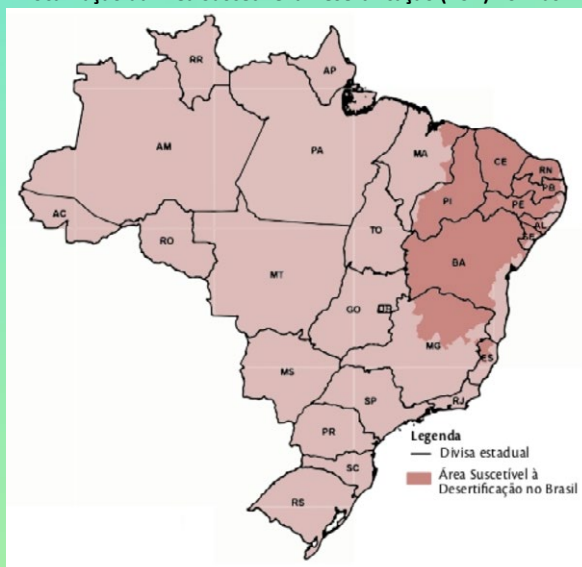 RR
AP
AM
PA
MA
CE
RN
PB
PE
PI
AL
SE
AC
RO
TO
BA
MT
GO
DF
MG
ES
MS
SP
RJ
PR
SC
RS
Legenda
Divisa estadual
Área Suscetível à
Desertificação no Brasil